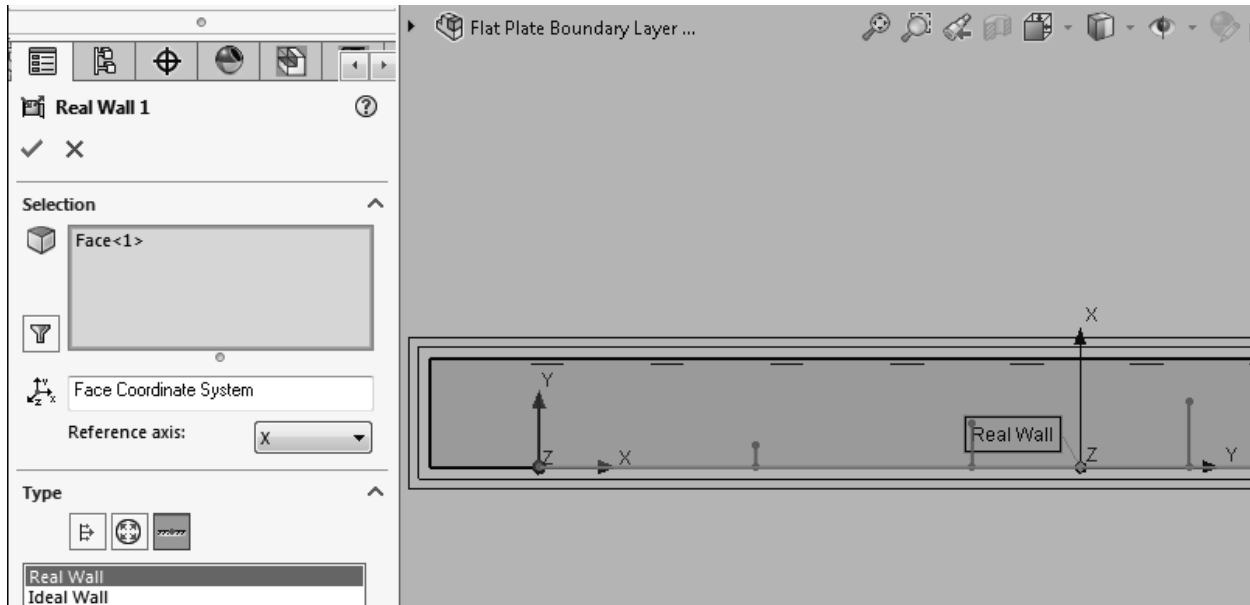 Flat Plate Boundary Layer ...
Real Wall 1
Selection
Face<1>
Face Coordinate System
Reference axis:
X
Type
Real Wall
Ideal Wall
Y
Z
X
X
Real Wall
Z
Y